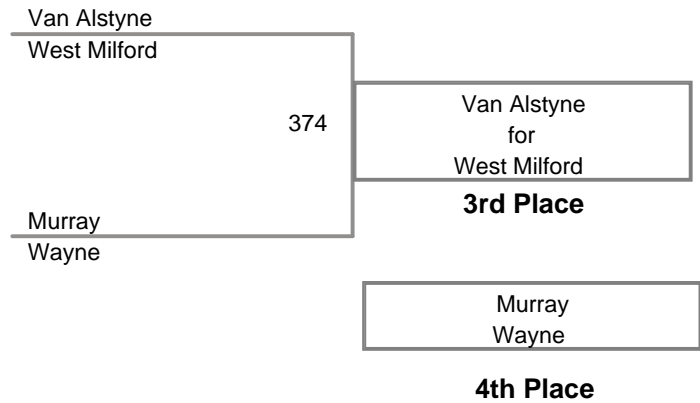 Van Alstyne
West Milford
374
Van Alstyne
for
West Milford
3rd Place
Murray
Wayne
Murray
Wayne
4th Place